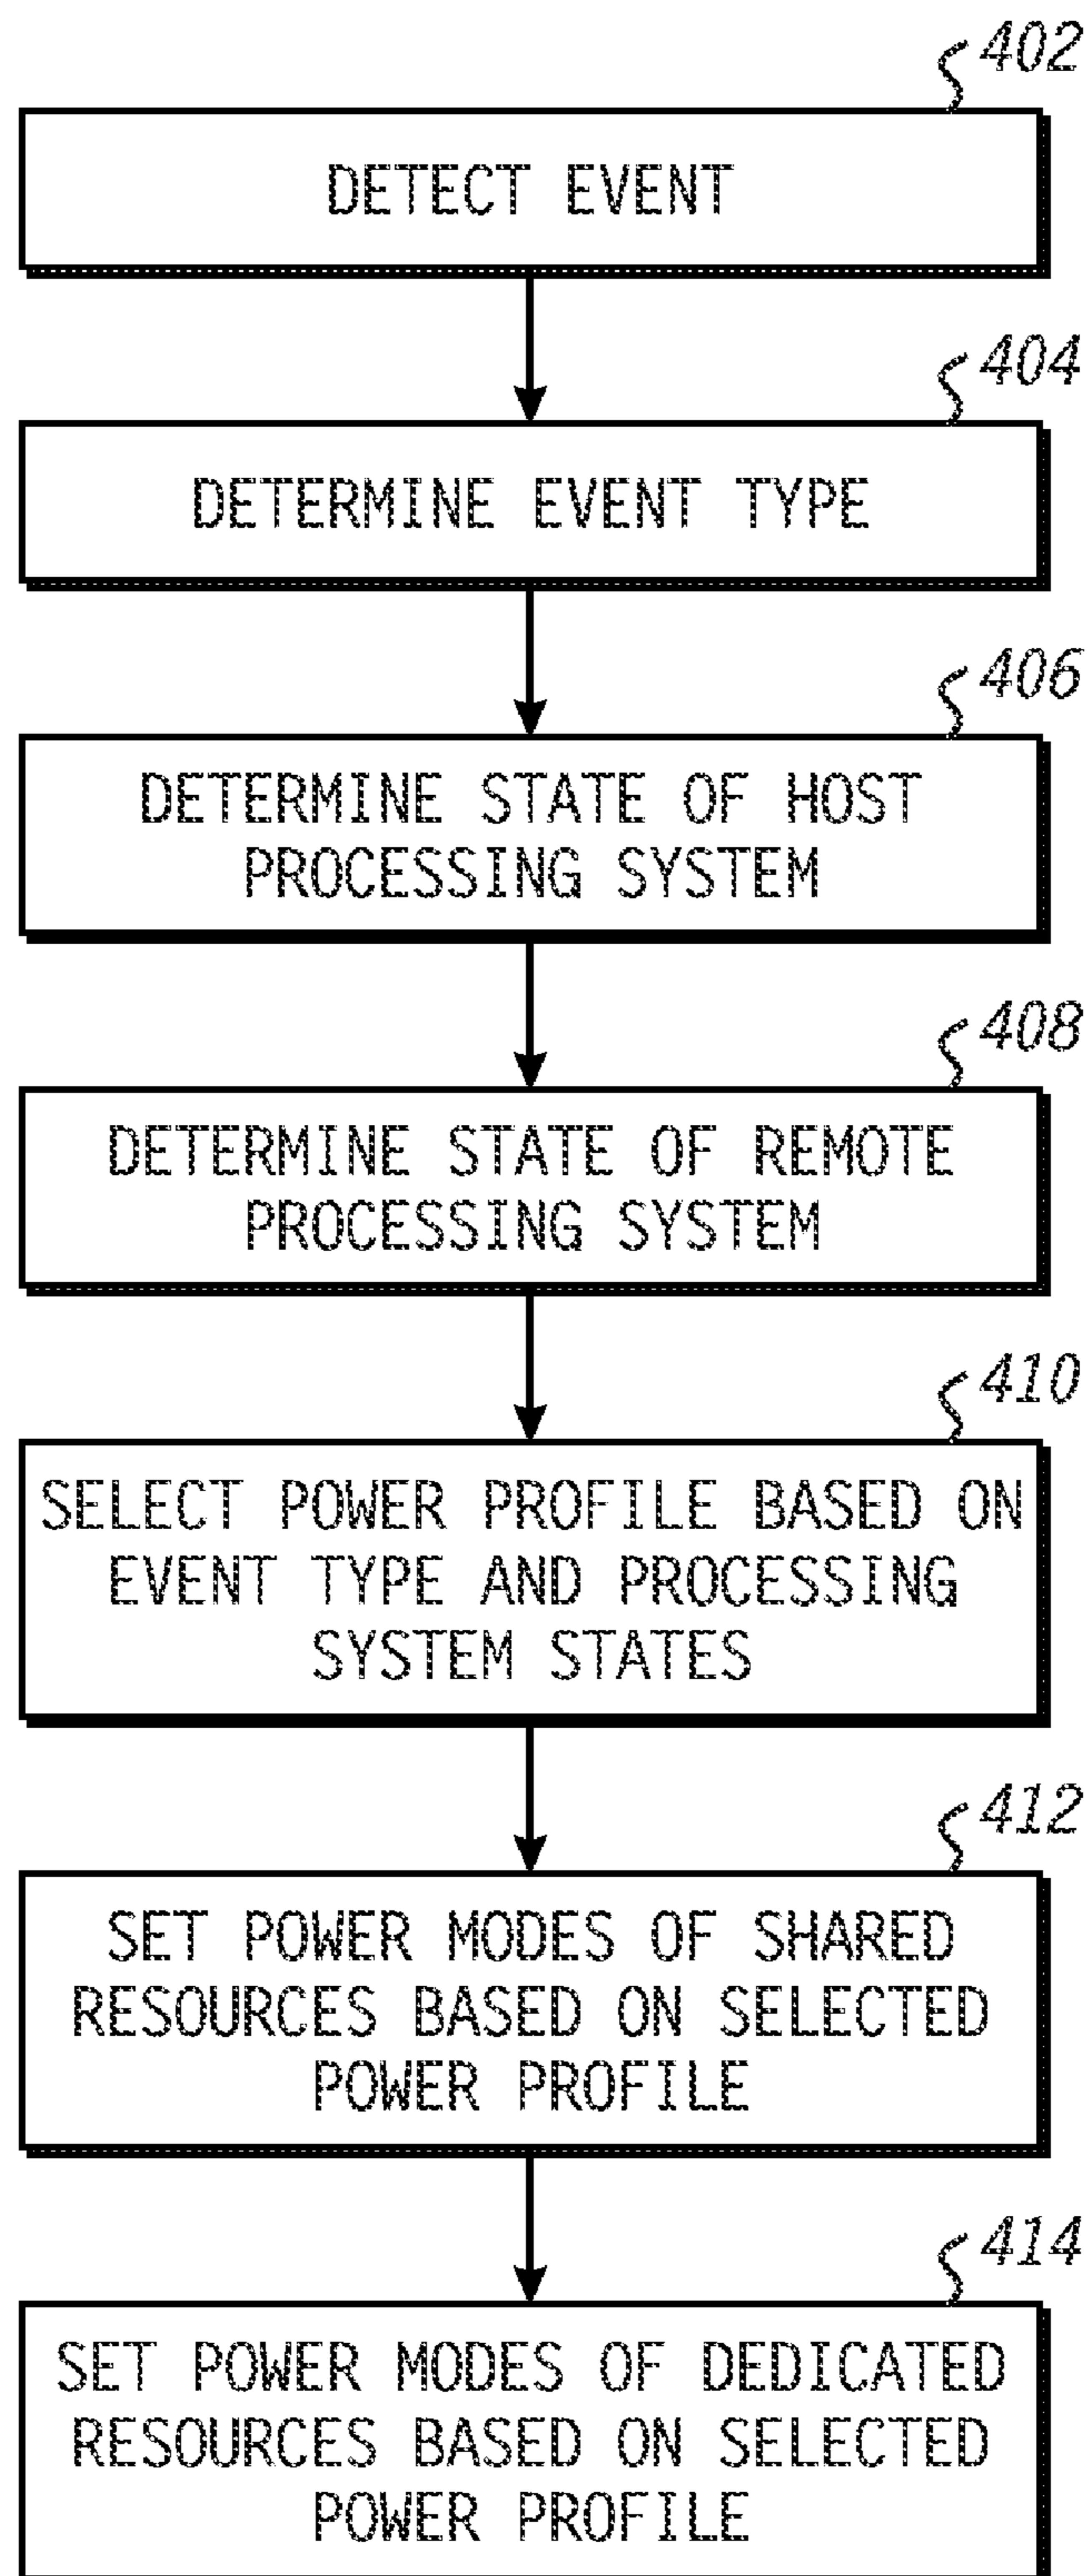 402
DETECT EVENT
404
DETERMINE EVENT TYPE
406
DETERMINE STATE OF HOST
PROCESSING SYSTEM
408
DETERMINE STATE OF REMOTE
PROCESSING SYSTEM
410
SELECT POWER PROFILE BASED ON
EVENT TYPE AND PROCESSING
SYSTEM STATES
412
SET POWER MODES OF SHARED
RESOURCES BASED ON SELECTED
POWER PROFILE
414
SET POWER MODES OF DEDICATED
RESOURCES BASED ON SELECTED
POWER PROFILE